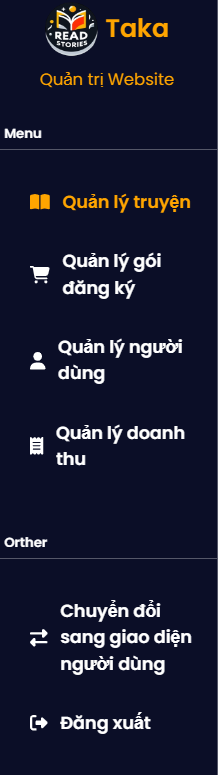 READ
STORIES
Taka
Quản trị Website
Menu
Quản lý truyện
Quản lý gói
đăng ký
Quản lý người
dùng
Quản lý doanh
thu
Orther
Chuyển đổi
sang giao diện
người dùng
Đăng xuất